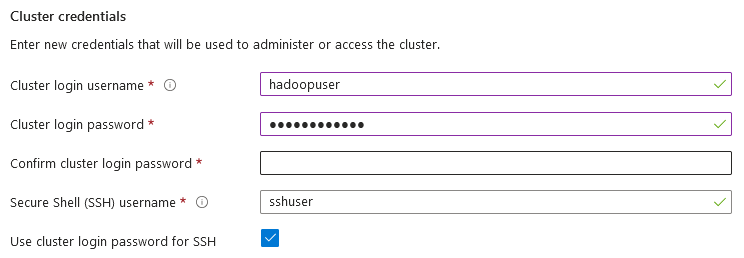 Cluster credentials
Enter new credentials that will be used to administer or access the cluster.
Cluster login username * hadoopuser
Cluster login password * ●●●●●●●●●●●●
Confirm cluster login password *
Secure Shell (SSH) username * sshuser
Use cluster login password for SSH